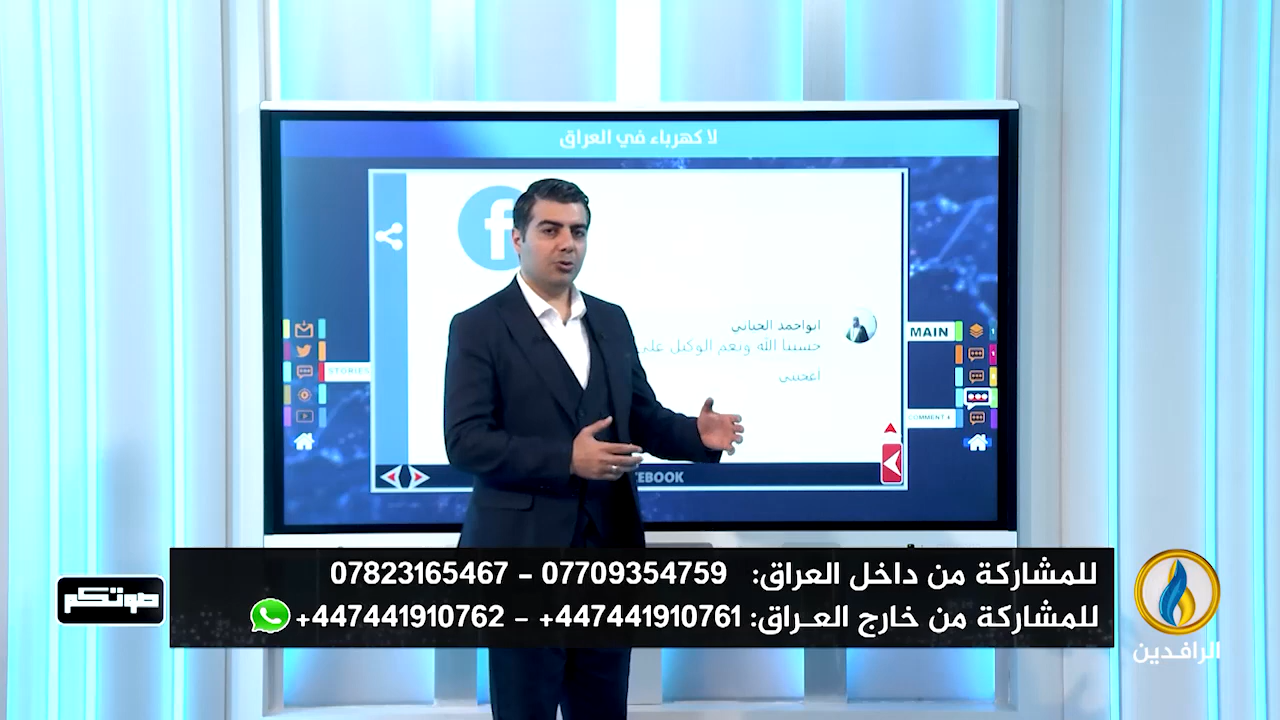 لا كهرباء في العراق
f
ابواحمد الجنابي
حسبنا الله ونعم الوكيل على
اعجبني
STORIES
MAIN
COMMENT
EBOOK
للمشاركة من داخل العراق: 07709354759 - 07823165467
للمشاركة من خارج العراق: 447441910761+ - 447441910762+
صوتكم
الرافدين